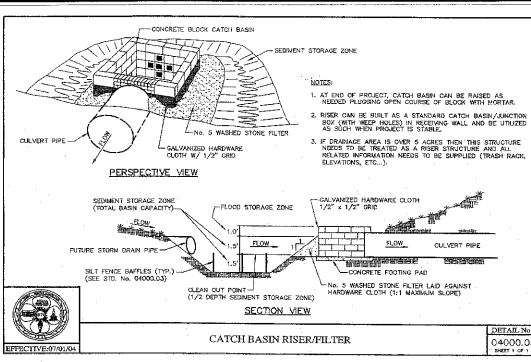 CONCRETE BLOCK CATCH BASIN
SEDIMENT STORAGE ZONE
NOTES:
1. AT END OF PROJECT, CATCH BASIN CAN BE RAISED AS
NEEDED PLUGGING OPEN COURSE OF BLOCK WITH MORTAR.
2. RISER CAN BE BUILT AS A STANDARD CATCH BASIN/JUNCTION
BOX (WITH WEEP HOLES) IN RECEIVING WALL AND BE UTILIZED
AS SUCH WHEN PROJECT IS STABLE.
3. IF DRAINAGE AREA IS OVER 5 ACRES THEN THIS STRUCTURE
NEEDS TO BE TREATED AS A RISER STRUCTURE AND ALL
RELATED INFORMATION NEEDS TO BE SUPPLIED (TRASH RACK,
ELEVATIONS, ETC...).
No. 5 WASHED STONE FILTER
CULVERT PIPE
FLOW
GALVANIZED HARDWARE
CLOTH W/ 1/2" GRID
PERSPECTIVE VIEW
SEDIMENT STORAGE ZONE
(TOTAL BASIN CAPACITY)
FLOOD STORAGE ZONE
GALVANIZED HARDWARE CLOTH
1/2" x 1/2" GRID
FLOW
1.0'
1.5'
1.5'
FLOW
1
FLOW
CULVERT PIPE
FUTURE STORM DRAIN PIPE
CONCRETE FOOTING PAD
SILT FENCE BAFFLES (TYP.)
(SEE STD. No. 04000.03)
CLEAN OUT POINT
(1/2 DEPTH SEDIMENT STORAGE ZONE)
No. 5 WASHED STONE FILTER LAID AGAINST
HARDWARE CLOTH (1:1 MAXIMUM SLOPE)
SECTION VIEW
EFFECTIVE:07/01/04
CATCH BASIN RISER/FILTER
DETAIL No
SHEET 1 OF 1